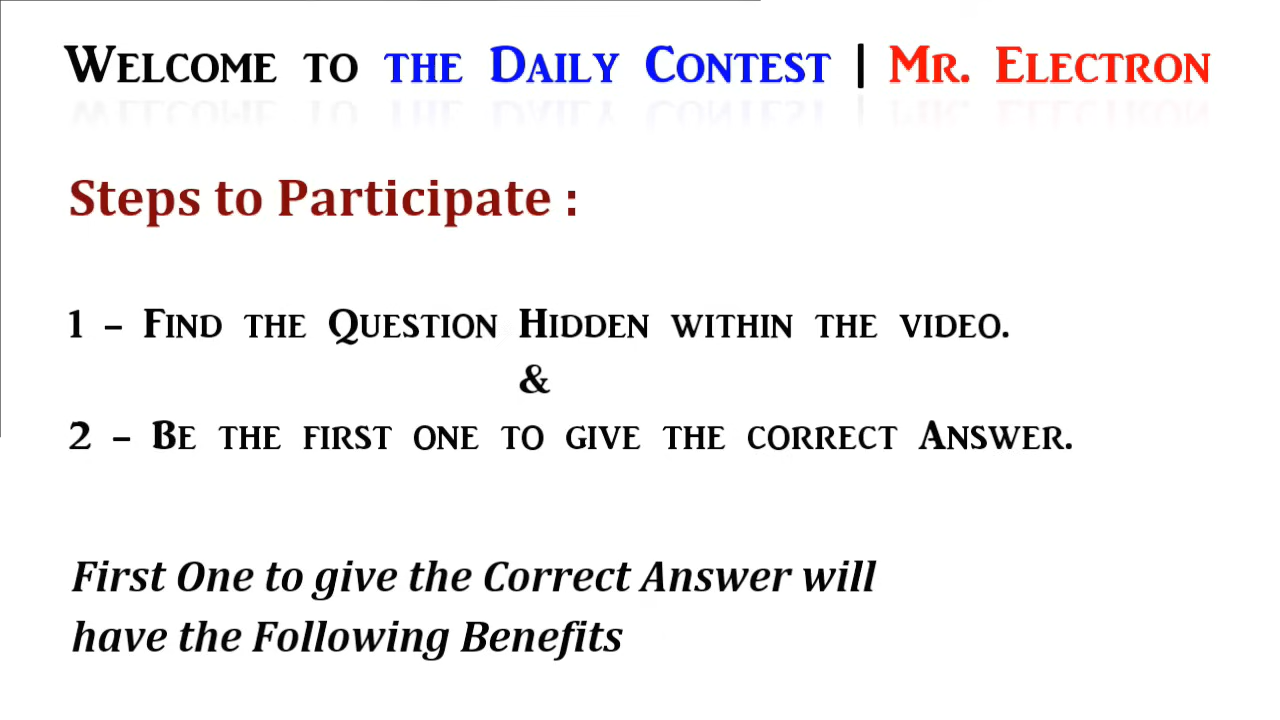 Welcome to the Daily Contest | Mr. Electron
Steps to Participate :
1 – Find the Question Hidden within the video.
&
2 – Be the first one to give the correct Answer.
First One to give the Correct Answer will
have the Following Benefits